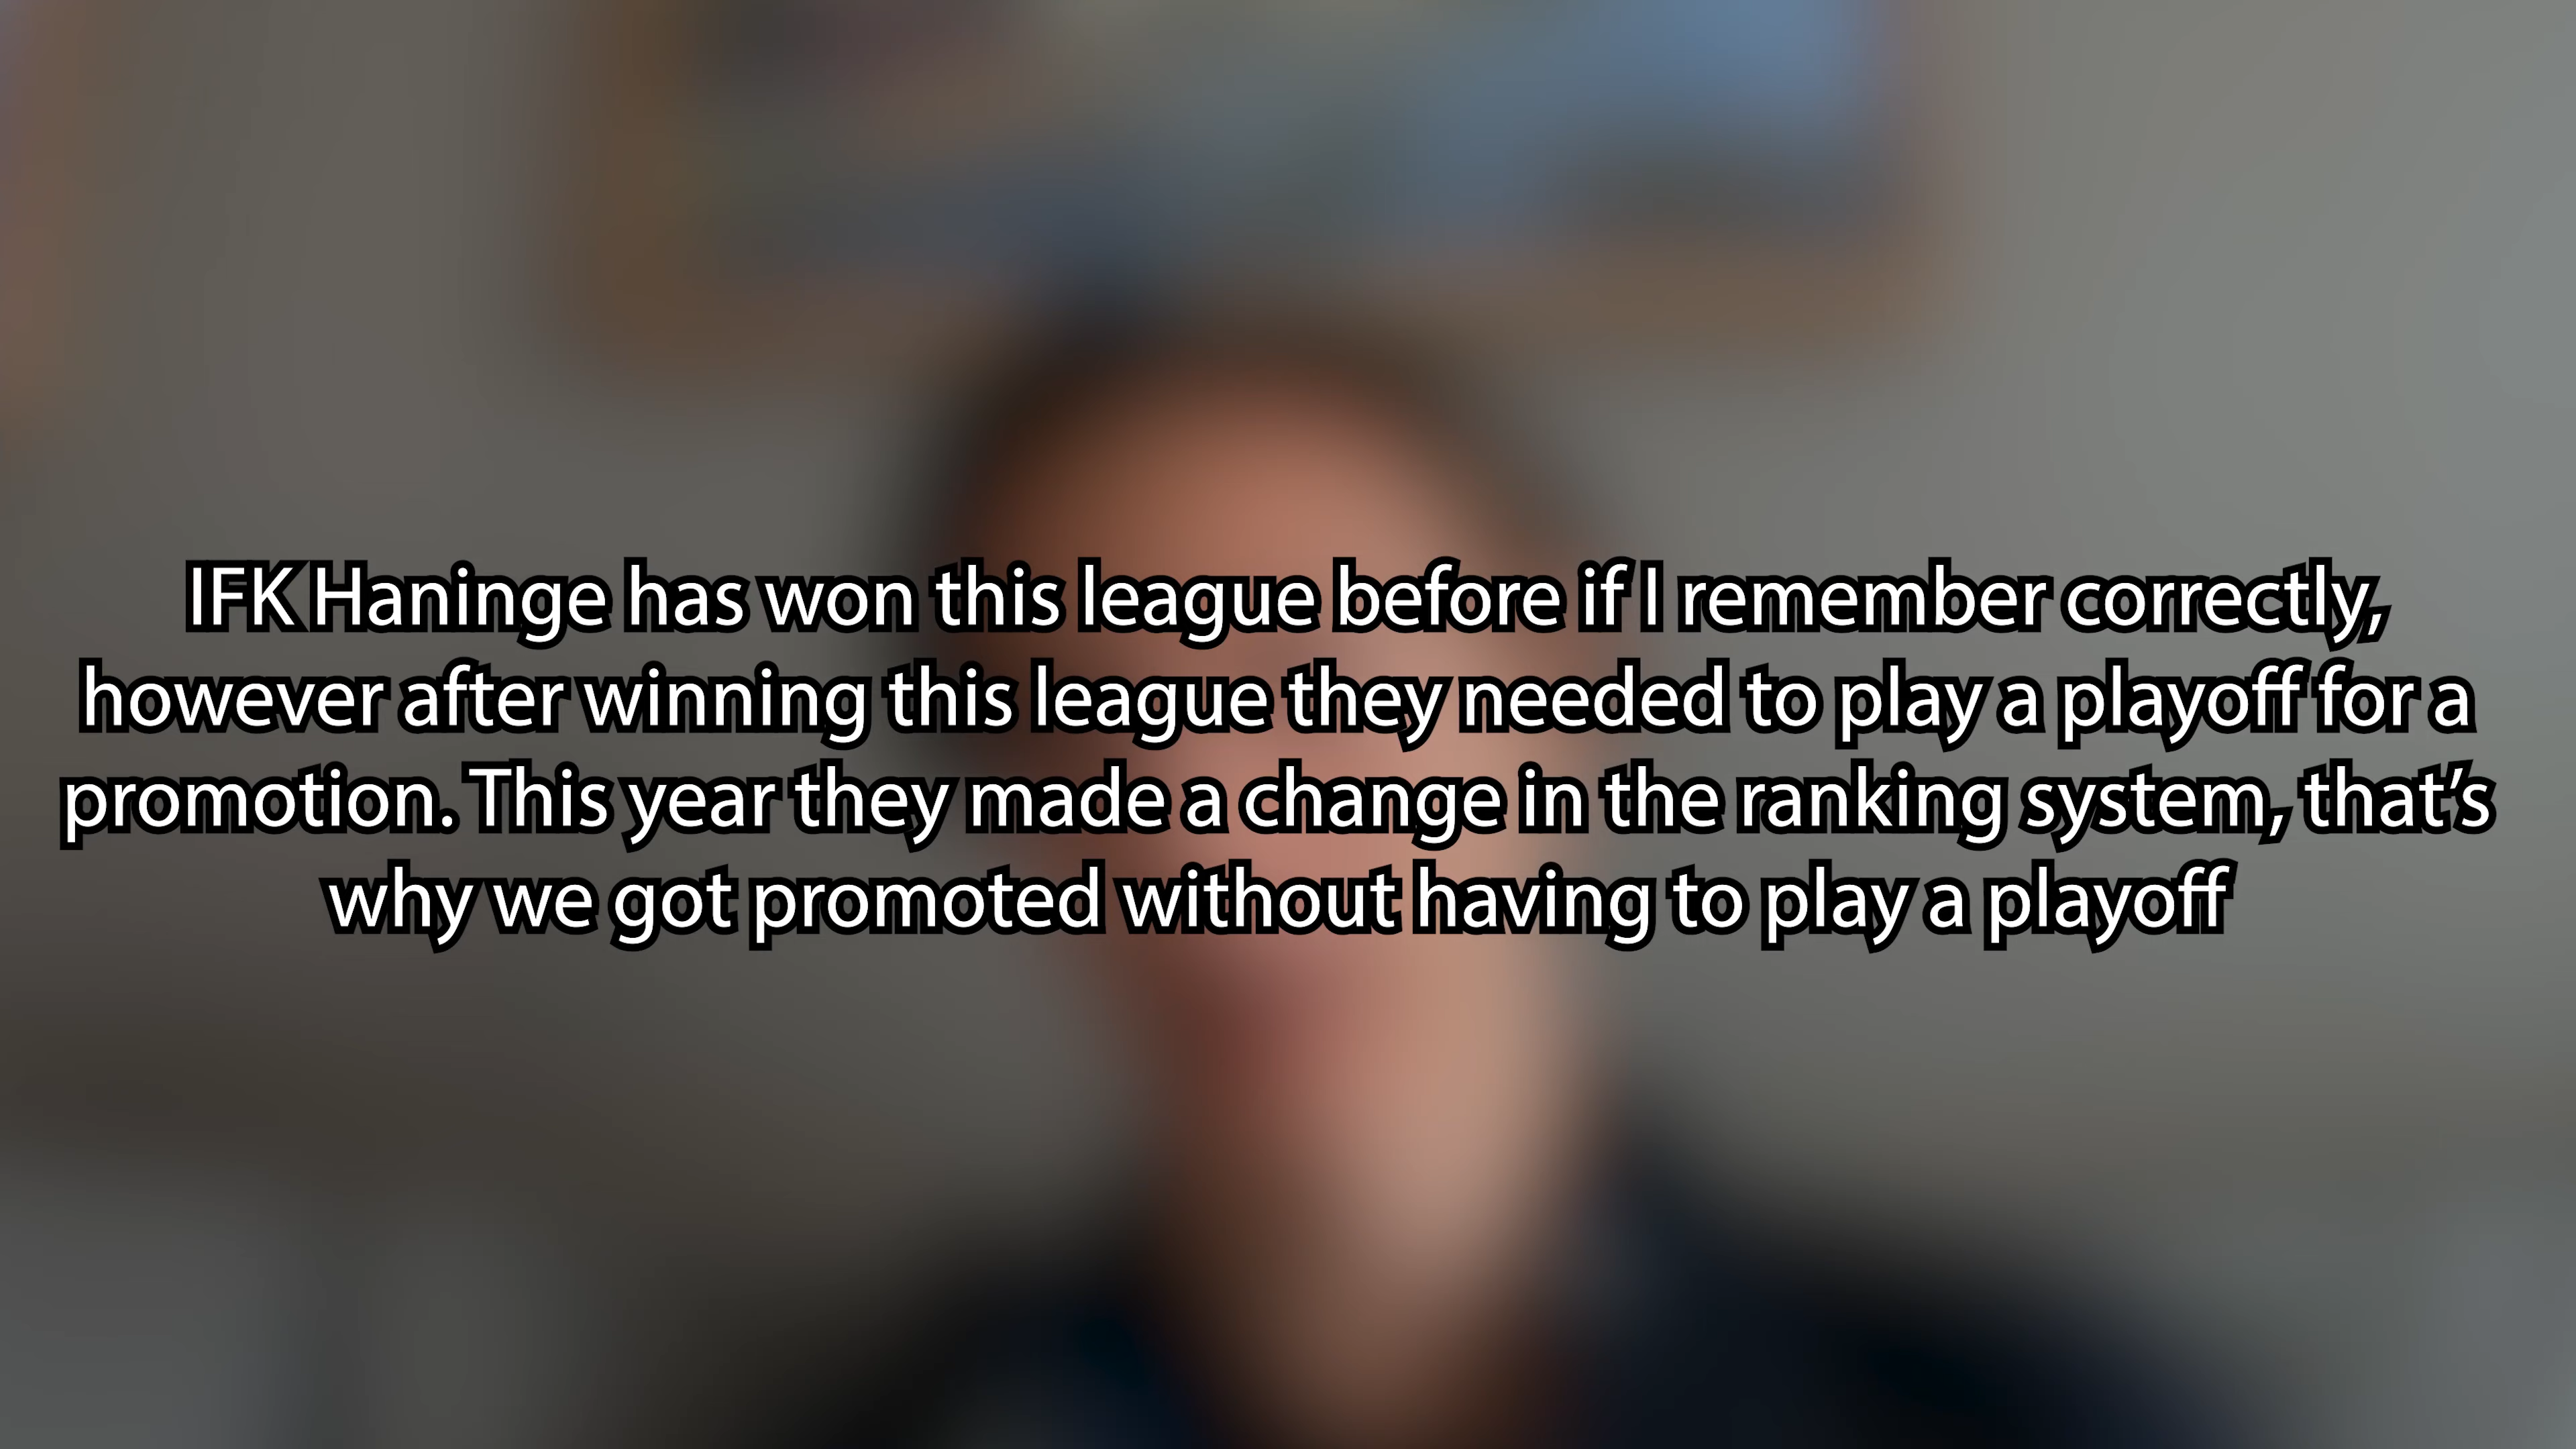 IFK Haninge has won this league before if I remember correctly,
however after winning this league they needed to play a playoff for a
promotion. This year they made a change in the ranking system, that’s
why we got promoted without having to play a playoff